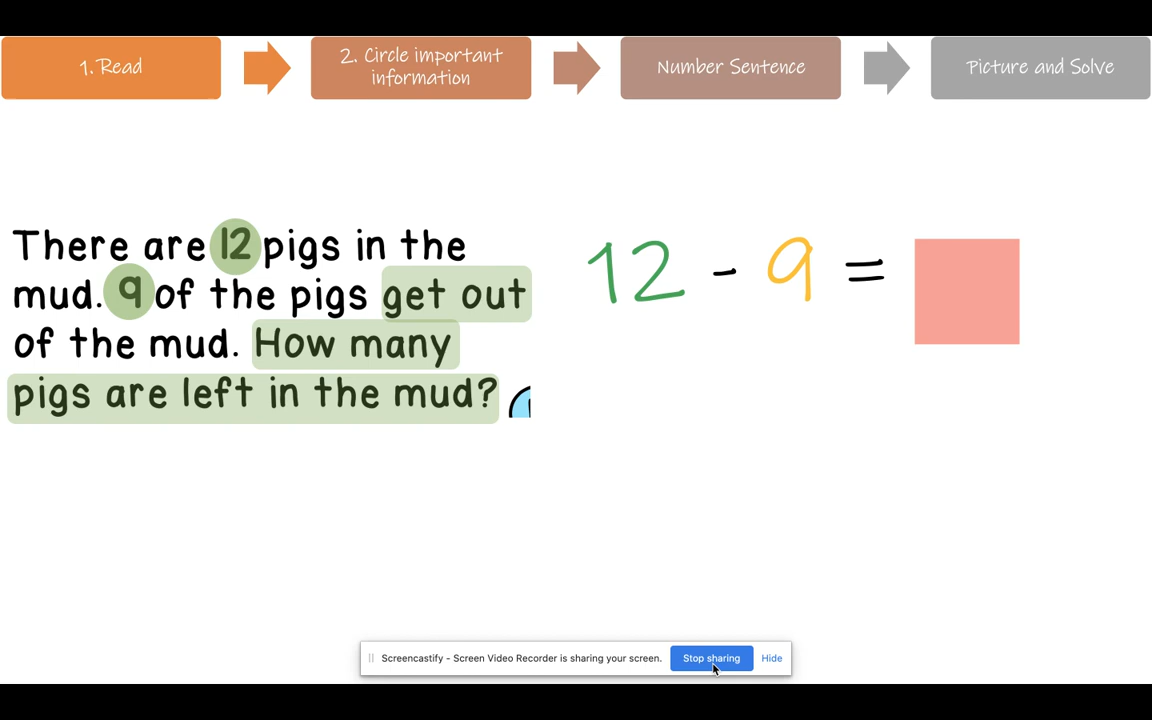 1. Read
2. Circle important
information
Number Sentence
Picture and Solve
There are 12 pigs in the
mud. 9 of the pigs get out
of the mud. How many
pigs are left in the mud?
12 - 9 =
Screencastify - Screen Video Recorder is sharing your screen.
Stop sharing
Hide